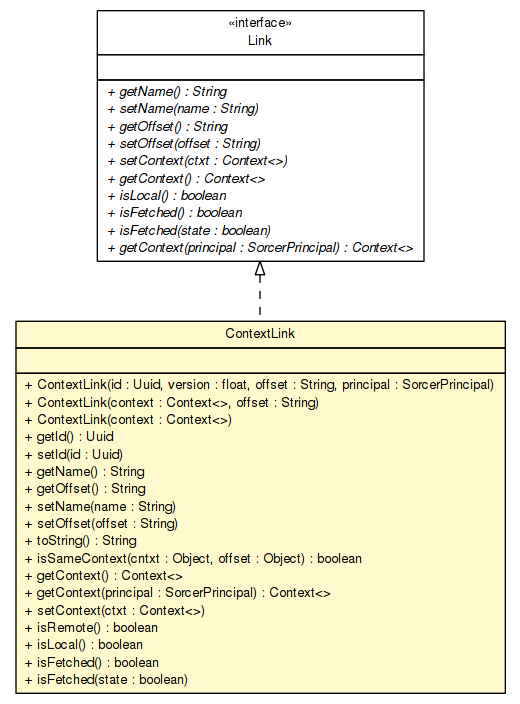 «interface»
Link
+ getName() : String
+ setName(name : String)
+ getOffset() : String
+ setOffset(offset : String)
+ setContext(ctxt : Context<>)
+ getContext() : Context<>
+ isLocal() : boolean
+ isFetched() : boolean
+ isFetched(state : boolean)
+ getContext(principal : SorcerPrincipal) : Context<>
ContextLink
+ ContextLink(id : Uuid, version : float, offset : String, principal : SorcerPrincipal)
+ ContextLink(context : Context<>, offset : String)
+ ContextLink(context : Context<>)
+ getId() : Uuid
+ setId(id : Uuid)
+ getName() : String
+ getOffset() : String
+ setName(name : String)
+ setOffset(offset : String)
+ toString() : String
+ isSameContext(cntxt : Object, offset : Object) : boolean
+ getContext() : Context<>
+ getContext(principal : SorcerPrincipal) : Context<>
+ setContext(ctxt : Context<>)
+ isRemote() : boolean
+ isLocal() : boolean
+ isFetched() : boolean
+ isFetched(state : boolean)